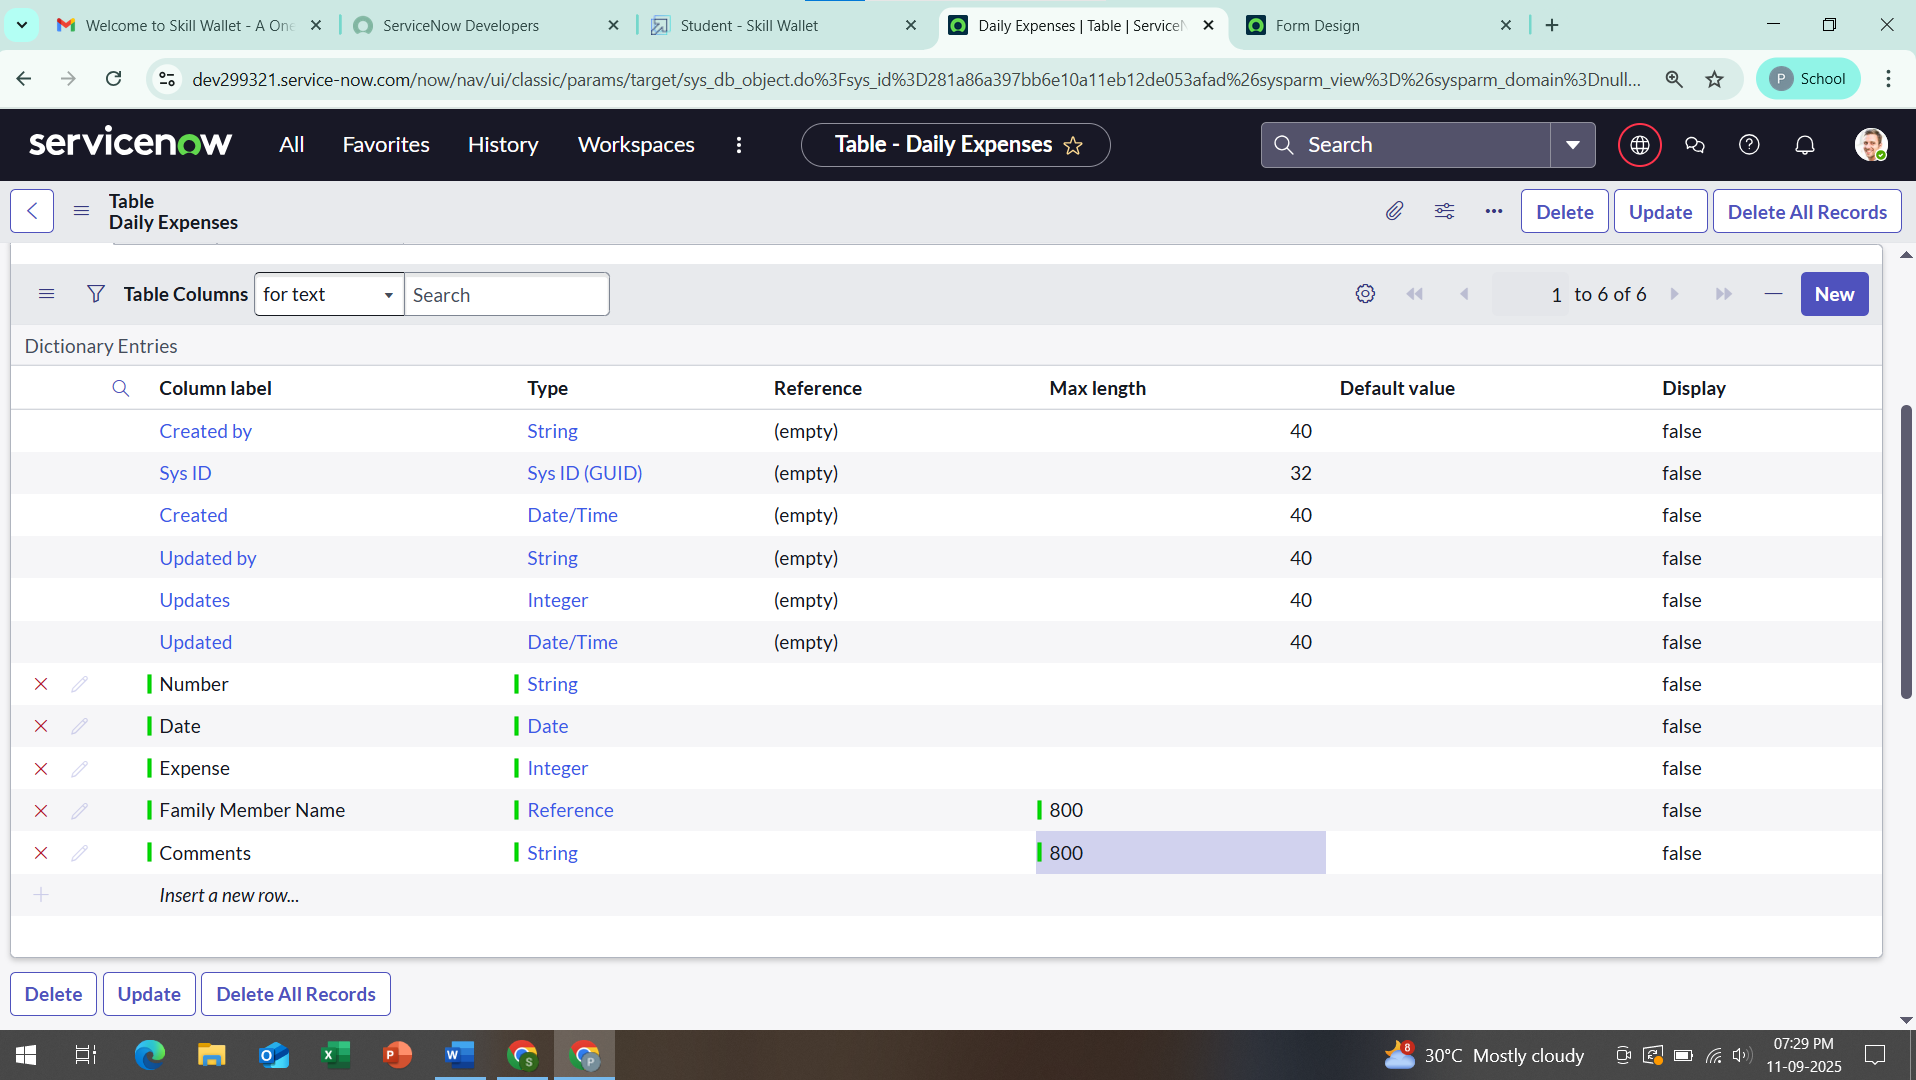 Welcome to Skill Wallet - A One
ServiceNow Developers
Student - Skill Wallet
Daily Expenses | Table | ServiceN
Form Design
dev299321.service-now.com/now/nav/ui/classic/params/target/sys_db_object.do%3Fsys_id%3D281a86a397bb6e10a11eb12de053afad%26sysparm_view%3D%26sysparm_domain%3Dnull...
P School
servicenow
All Favorites History Workspaces
Table - Daily Expenses
Search
Table
Daily Expenses
Delete Update Delete All Records
Table Columns for text Search
1 to 6 of 6
New
Dictionary Entries
Column label Type Reference Max length Default value Display
Created by String (empty) 40 false
Sys ID Sys ID (GUID) (empty) 32 false
Created Date/Time (empty) 40 false
Updated by String (empty) 40 false
Updates Integer (empty) 40 false
Updated Date/Time (empty) 40 false
Number String false
Date Date false
Expense Integer false
Family Member Name Reference 800 false
Comments String 800 false
Insert a new row...
Delete Update Delete All Records
8 30°C Mostly cloudy
07:29 PM
11-09-2025